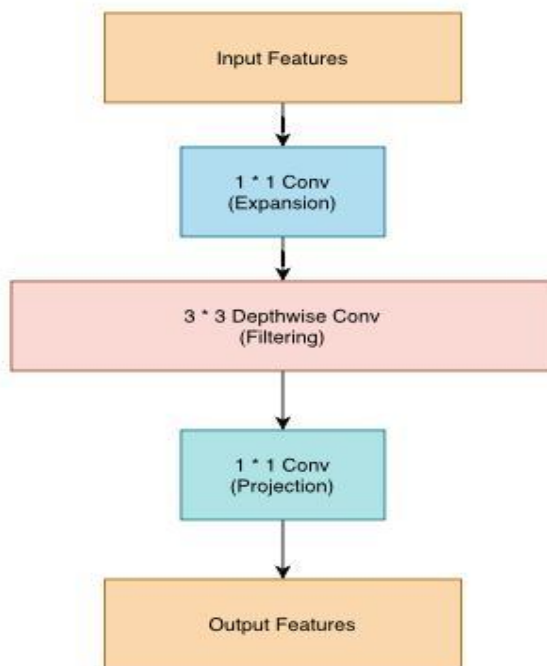 Input Features
1 * 1 Conv
(Expansion)
3 * 3 Depthwise Conv
(Filtering)
1 * 1 Conv
(Projection)
Output Features